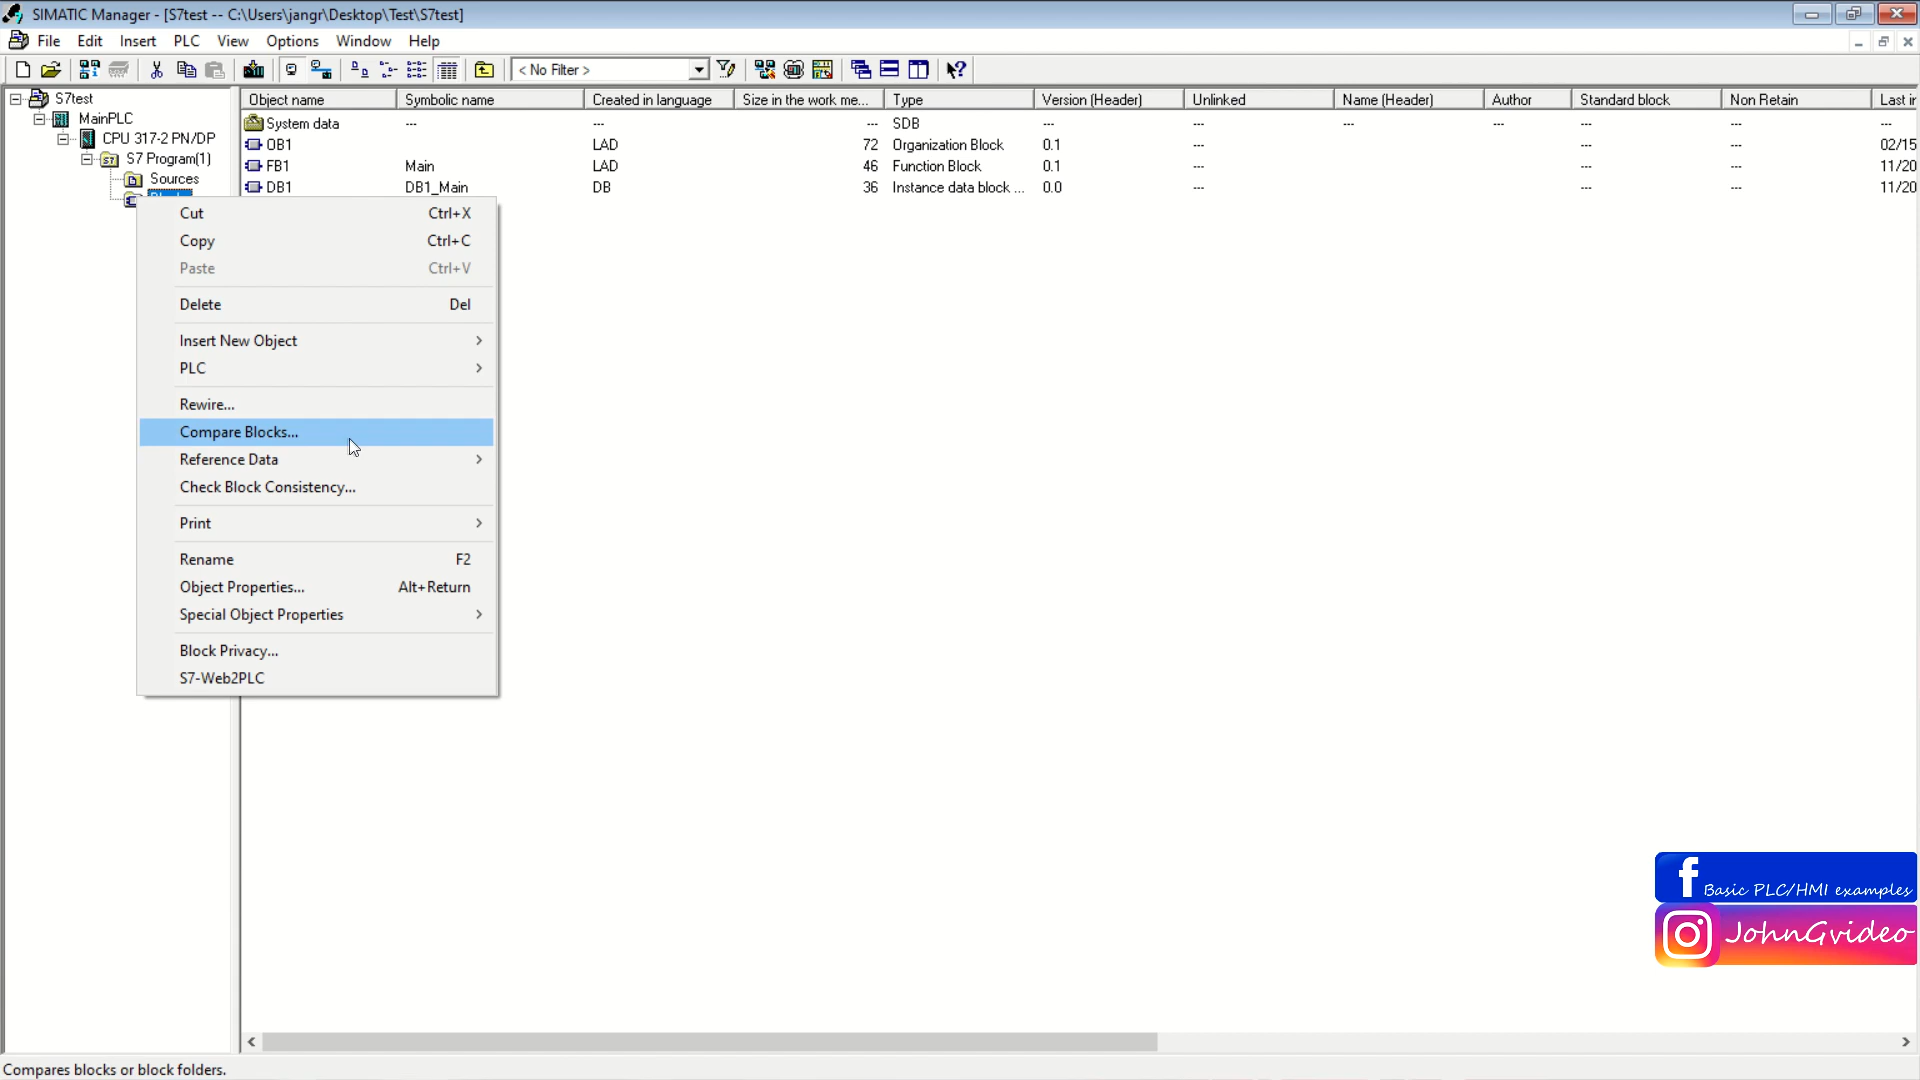 SIMATIC Manager - [S7test -- C:\Users\jangr\Desktop\Test\S7test]
File Edit Insert PLC View Options Window Help
< No Filter >
S7test
MainPLC
CPU 317-2 PN/DP
S7 Program(1)
Sources
Object name Symbolic name Created in language Size in the work me... Type Version (Header) Unlinked Name (Header) Author Standard block Non Retain Last in
System data --- --- --- SDB --- --- --- --- --- --- ---
OB1 LAD 72 Organization Block 0.1 --- --- --- 02/15
FB1 Main LAD 46 Function Block 0.1 --- --- --- 11/20
DB1 DB1_Main DB 36 Instance data block ... 0.0 --- --- --- 11/20
Cut Ctrl+X
Copy Ctrl+C
Paste Ctrl+V
Delete Del
Insert New Object
PLC
Rewire...
Compare Blocks...
Reference Data
Check Block Consistency...
Print
Rename F2
Object Properties... Alt+Return
Special Object Properties
Block Privacy...
S7-Web2PLC
f Basic PLC/HMI examples
JohnGvideo
Compares blocks or block folders.